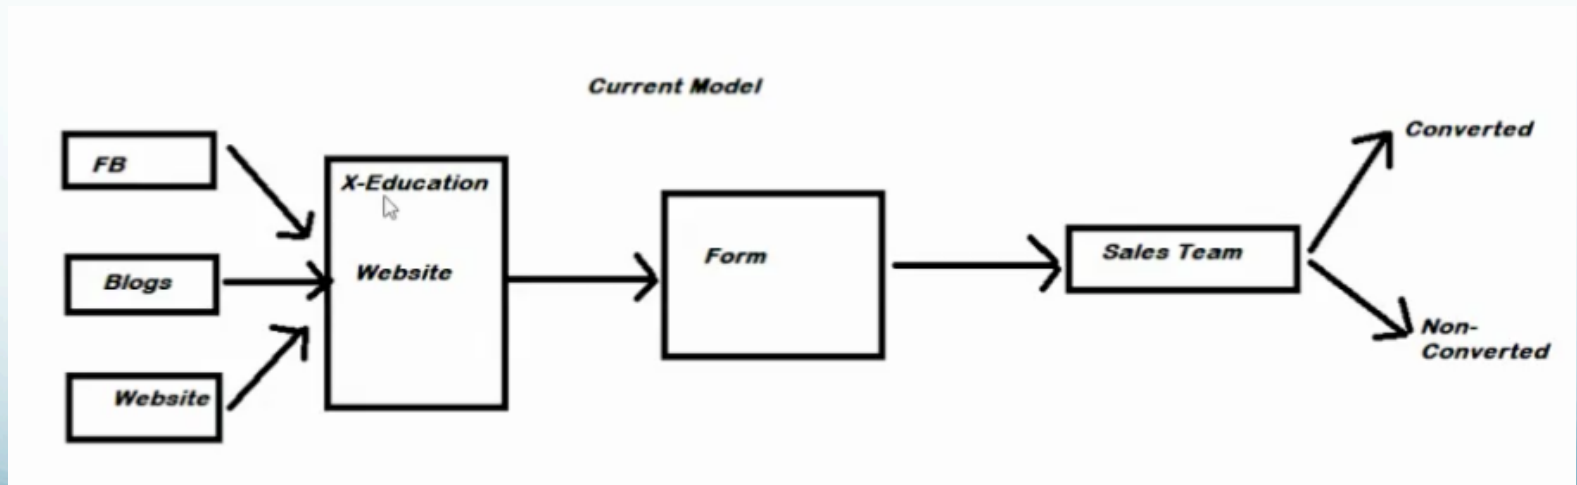 Current Model
FB
Blogs
Website
X-Education
Website
Form
Sales Team
Converted
Non-
Converted